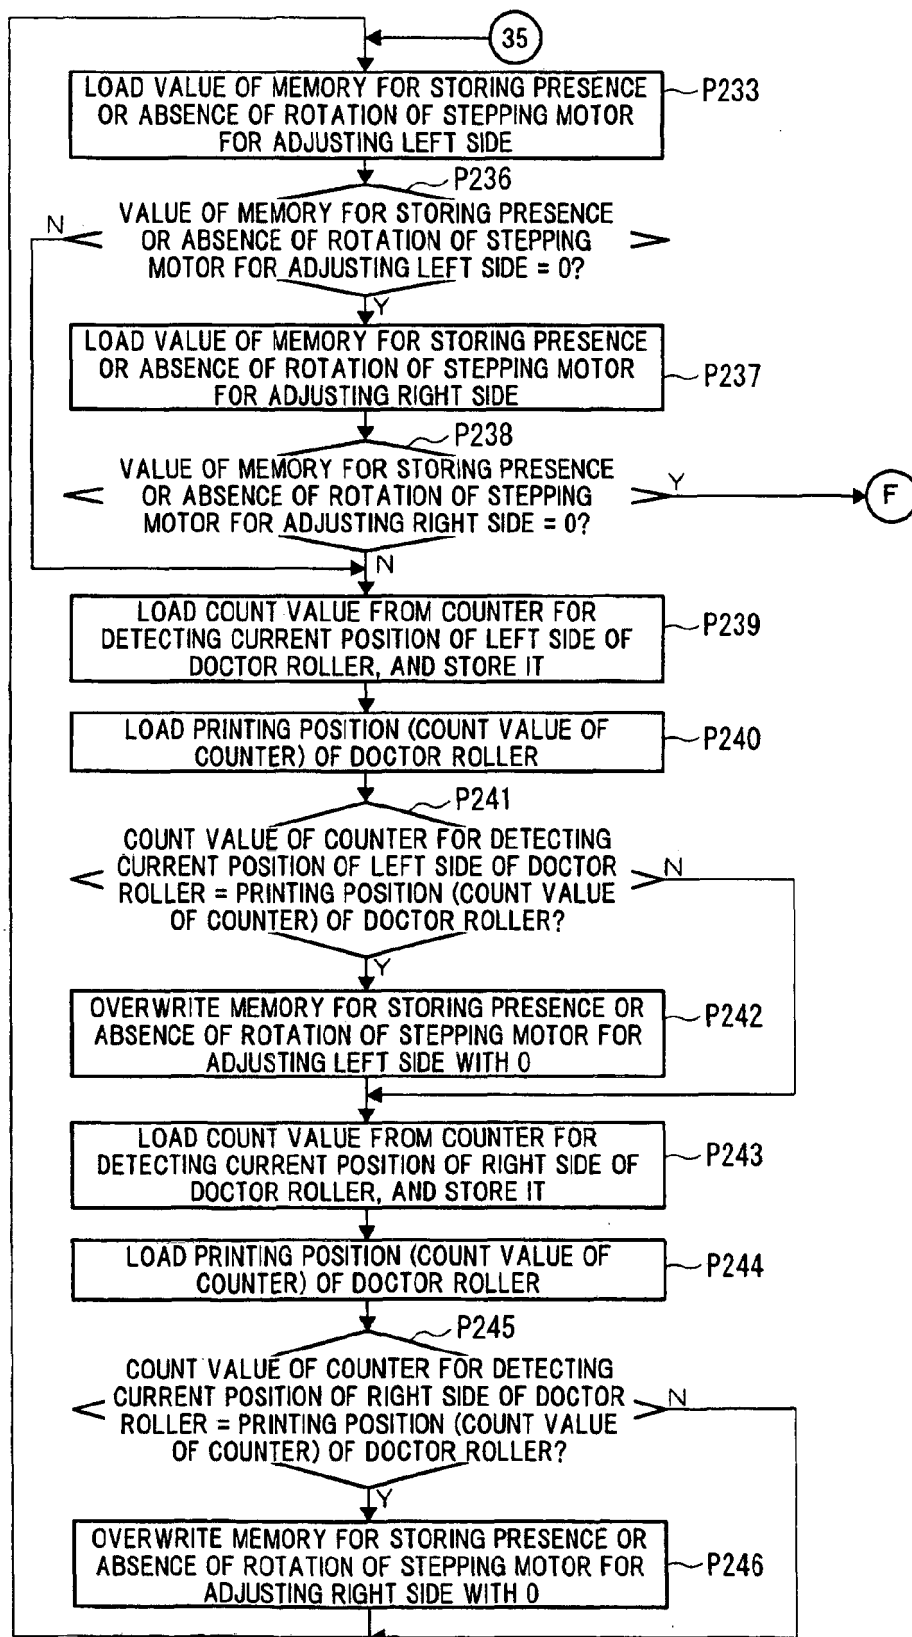 35
LOAD VALUE OF MEMORY FOR STORING PRESENCE
OR ABSENCE OF ROTATION OF STEPPING MOTOR
FOR ADJUSTING LEFT SIDE
P233
P236
N
VALUE OF MEMORY FOR STORING PRESENCE
OR ABSENCE OF ROTATION OF STEPPING
MOTOR FOR ADJUSTING LEFT SIDE = 0?
Y
LOAD VALUE OF MEMORY FOR STORING PRESENCE
OR ABSENCE OF ROTATION OF STEPPING MOTOR
FOR ADJUSTING RIGHT SIDE
P237
P238
VALUE OF MEMORY FOR STORING PRESENCE
OR ABSENCE OF ROTATION OF STEPPING
MOTOR FOR ADJUSTING RIGHT SIDE = 0?
Y
F
N
LOAD COUNT VALUE FROM COUNTER FOR
DETECTING CURRENT POSITION OF LEFT SIDE OF
DOCTOR ROLLER, AND STORE IT
P239
LOAD PRINTING POSITION (COUNT VALUE OF
COUNTER) OF DOCTOR ROLLER
P240
P241
COUNT VALUE OF COUNTER FOR DETECTING
CURRENT POSITION OF LEFT SIDE OF DOCTOR
ROLLER = PRINTING POSITION (COUNT VALUE
OF COUNTER) OF DOCTOR ROLLER?
N
Y
OVERWRITE MEMORY FOR STORING PRESENCE OR
ABSENCE OF ROTATION OF STEPPING MOTOR FOR
ADJUSTING LEFT SIDE WITH 0
P242
LOAD COUNT VALUE FROM COUNTER FOR
DETECTING CURRENT POSITION OF RIGHT SIDE OF
DOCTOR ROLLER, AND STORE IT
P243
LOAD PRINTING POSITION (COUNT VALUE OF
COUNTER) OF DOCTOR ROLLER
P244
P245
COUNT VALUE OF COUNTER FOR DETECTING
CURRENT POSITION OF RIGHT SIDE OF DOCTOR
ROLLER = PRINTING POSITION (COUNT VALUE
OF COUNTER) OF DOCTOR ROLLER?
N
Y
OVERWRITE MEMORY FOR STORING PRESENCE OR
ABSENCE OF ROTATION OF STEPPING MOTOR FOR
ADJUSTING RIGHT SIDE WITH 0
P246